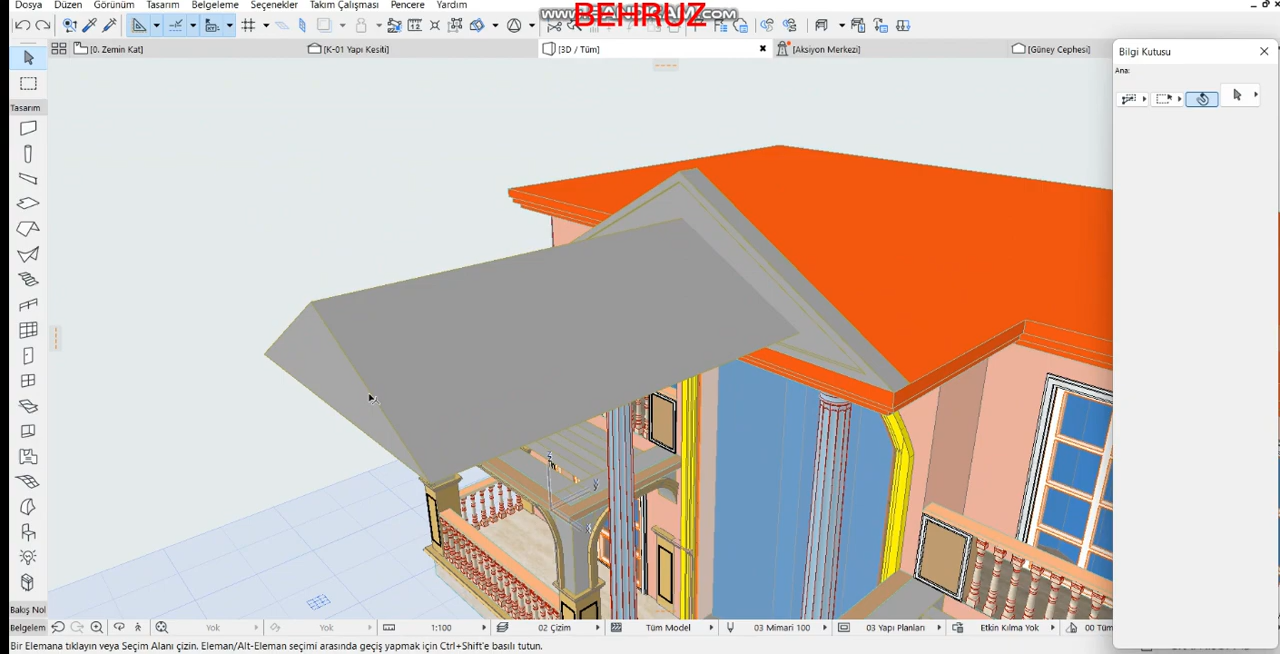 Dosya Düzen Görünüm Tasarım Belgeleme Seçenekler Takım Çalışması Pencere Yardım
BEHRUZ
[0. Zemin Kat] [K-01 Yapı Kesiti] [3D / Tüm] [Aksiyon Merkezi] [Güney Cephesi]
Bilgi Kutusu
Ana:
Tasarım
Bakış Nol
Belgelem
Yok Yok 1:100 02 Çizim Tüm Model 03 Mimari 100 03 Yapı Planları Etkin Kılma Yok 00 Tüm
Bir Elemana tıklayın veya Seçim Alanı çizin. Eleman/Alt-Eleman seçimi arasında geçiş yapmak için Ctrl+Shift'e basılı tutun.